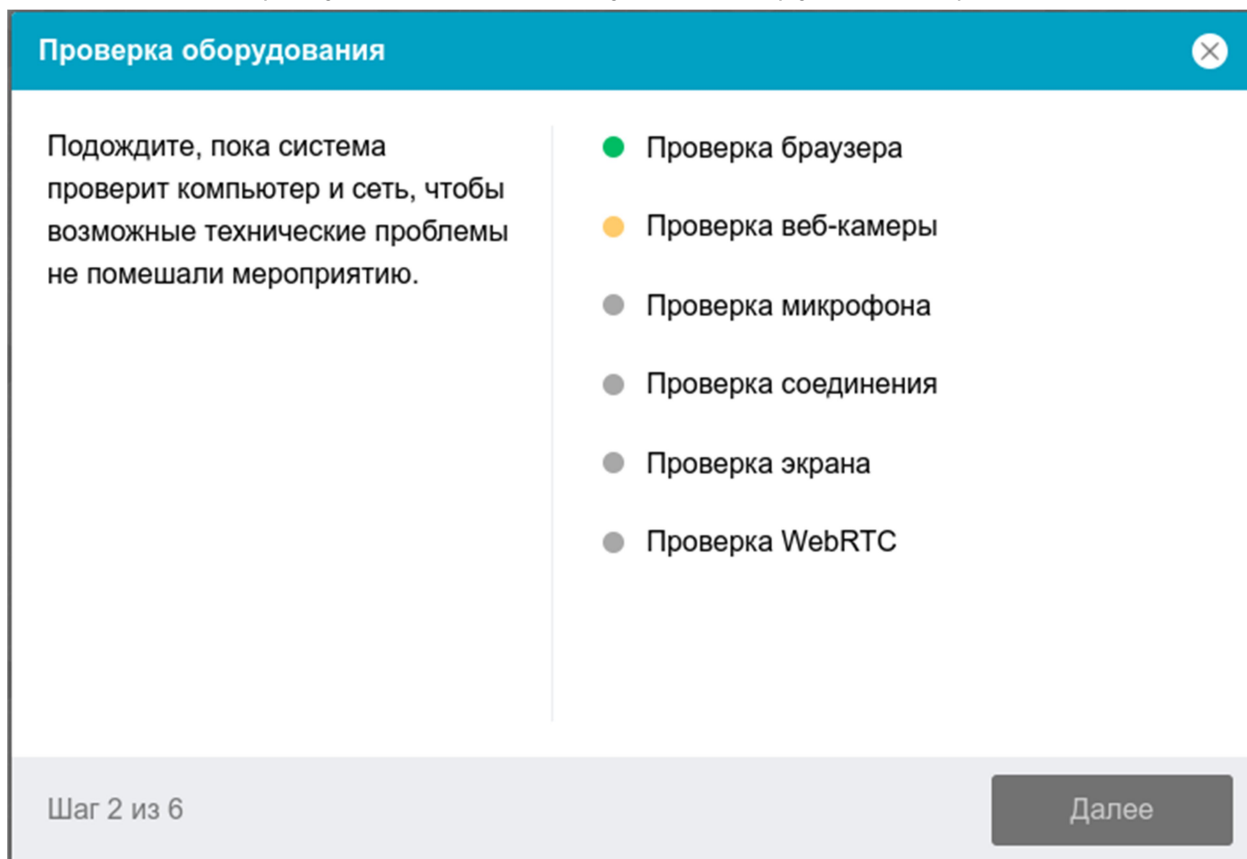 Проверка оборудования
Подождите, пока система
проверит компьютер и сеть, чтобы
возможные технические проблемы
не помешали мероприятию.
Проверка браузера
Проверка веб-камеры
Проверка микрофона
Проверка соединения
Проверка экрана
Проверка WebRTC
Шаг 2 из 6
Далее